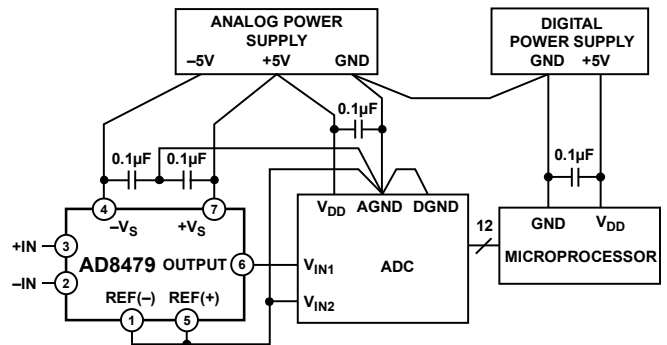 ANALOG POWER
SUPPLY
–5V +5V GND
DIGITAL
POWER SUPPLY
GND +5V
0.1µF
0.1µF 0.1µF
0.1µF
4 7
–VS +VS
VDD AGND DGND
GND VDD
12
MICROPROCESSOR
+IN 3
AD8479 OUTPUT 6
VIN1
ADC
–IN 2
REF(–) REF(+)
VIN2
1 5